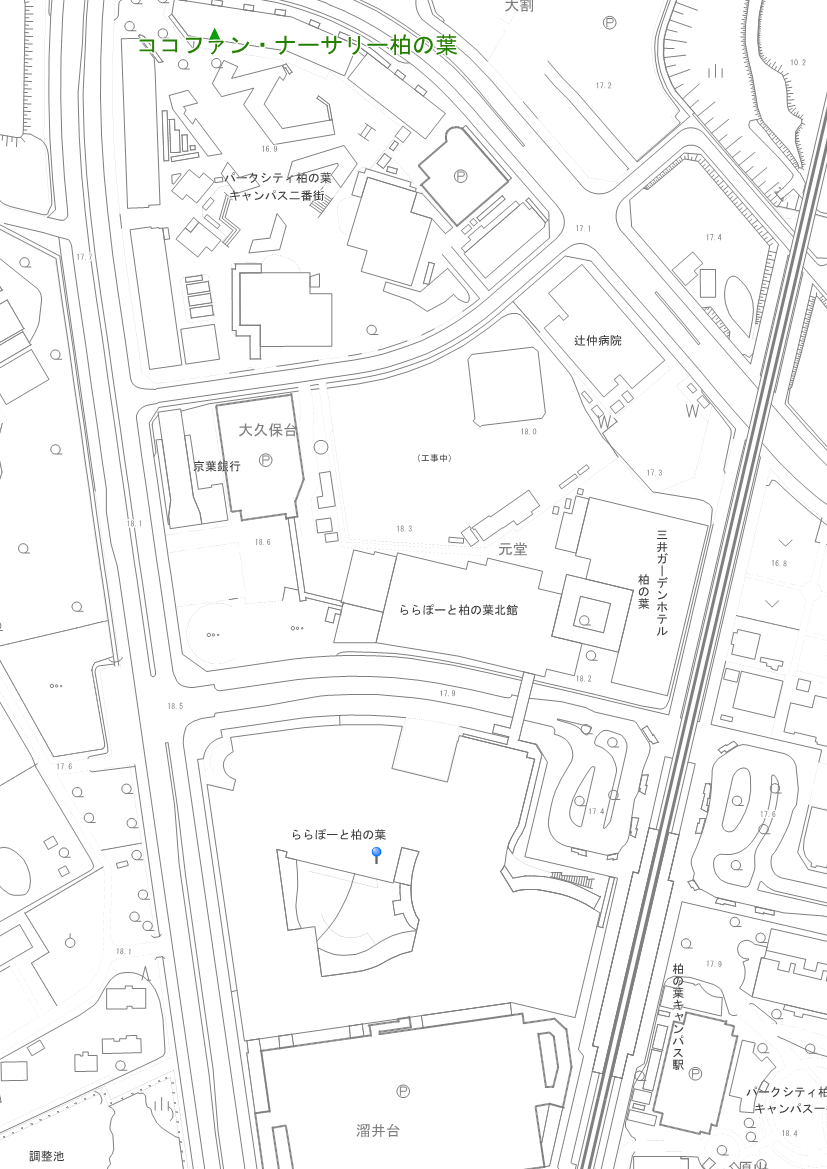 大割
ココファン・ナーサリー柏の葉
10.2
17.2
16.9
パークシティ柏の葉
キャンパス二番街
17.1
17.4
17.7
辻仲病院
大久保台
18.0
京葉銀行
（工事中）
17.3
18.1
18.3
18.6
元堂
三井ガーデンホテル
柏の葉
16.8
ららぽーと柏の葉北館
18.2
17.9
18.5
17.6
17.4
17.6
ららぽーと柏の葉
18.1
17.9
柏の葉キャンパス駅
パークシティ柏
キャンパス一
溜井台
18.4
調整池